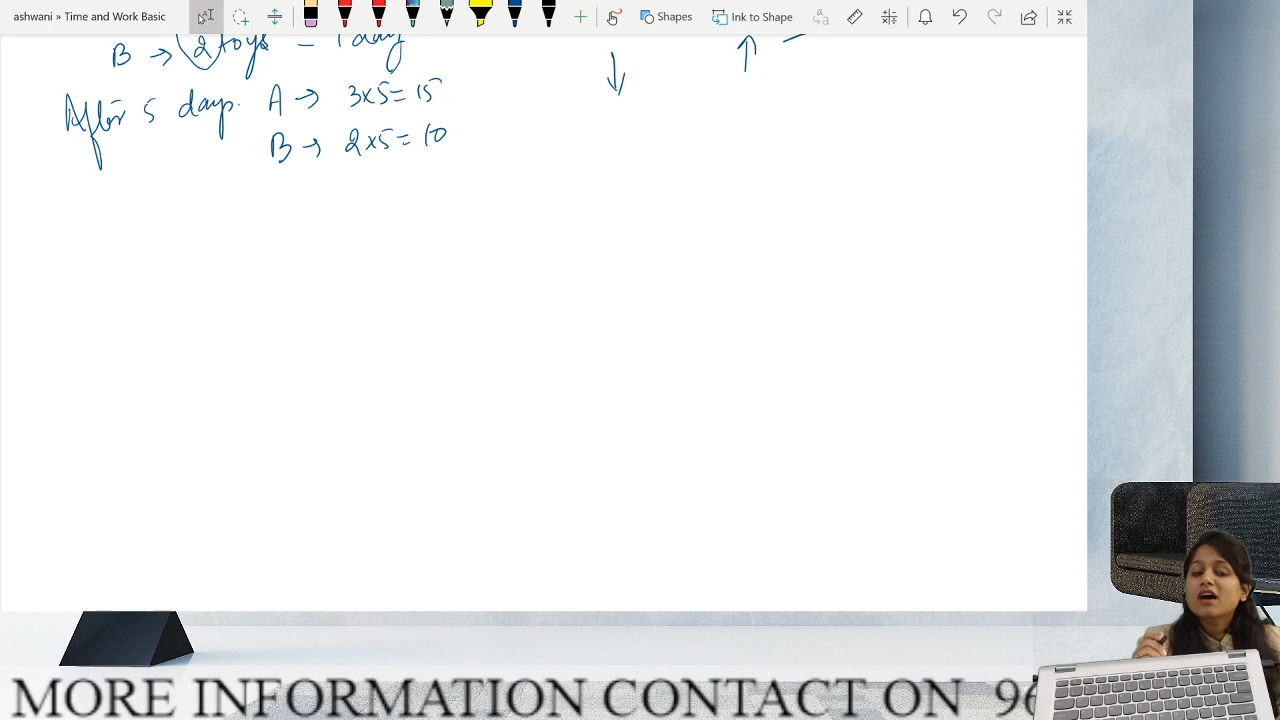 ashwani » Time and Work Basic
Shapes
Ink to Shape
B → 2 toys = 1 day
After 5 days. A → 3x5=15
B → 2x5=10
MORE INFORMATION CONTACT ON 96